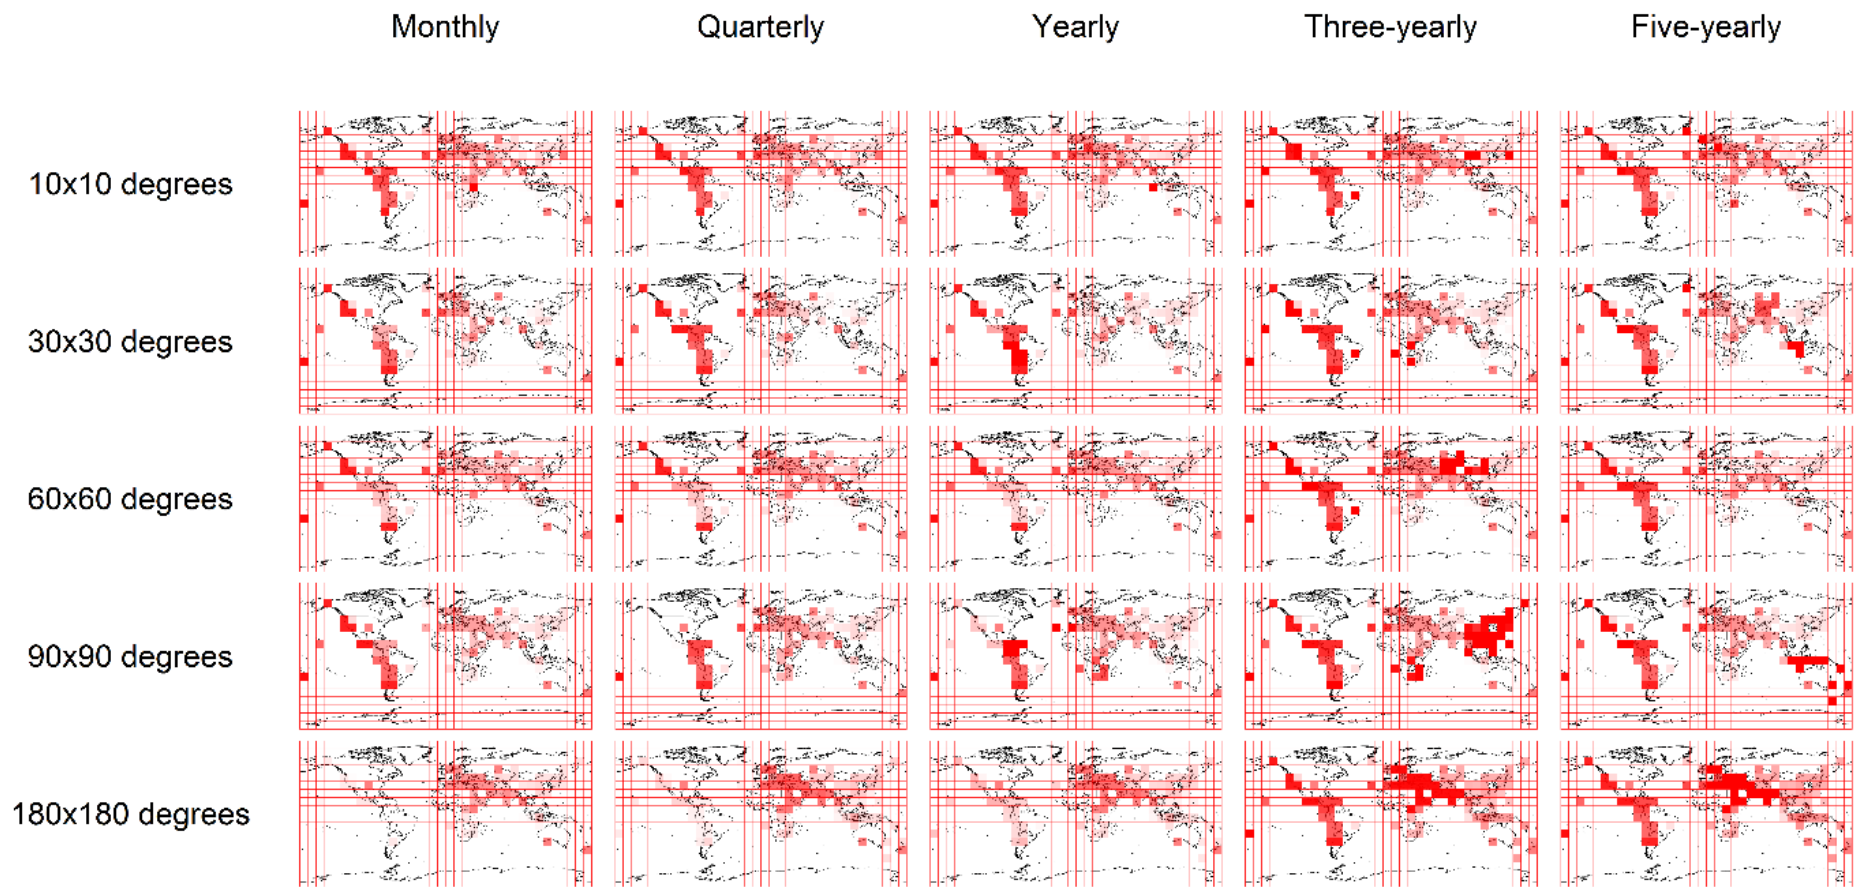 Monthly Quarterly Yearly Three-yearly Five-yearly
10x10 degrees
30x30 degrees
60x60 degrees
90x90 degrees
180x180 degrees